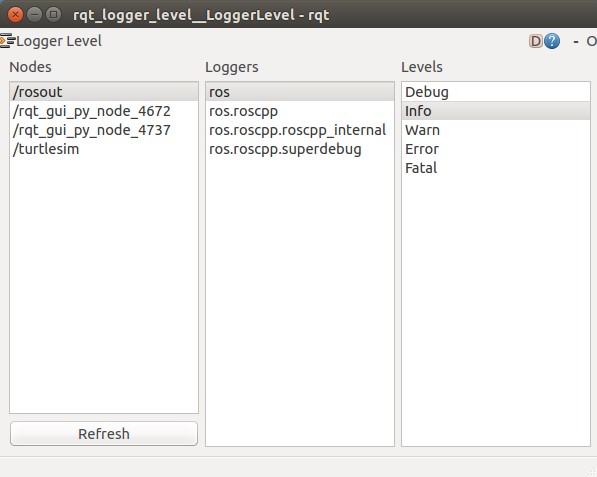 rqt_logger_level__LoggerLevel - rqt
Logger Level
D ? - O
Nodes
/rosout
/rqt_gui_py_node_4672
/rqt_gui_py_node_4737
/turtlesim
Refresh
Loggers
ros
ros.roscpp
ros.roscpp.roscpp_internal
ros.roscpp.superdebug
Levels
Debug
Info
Warn
Error
Fatal